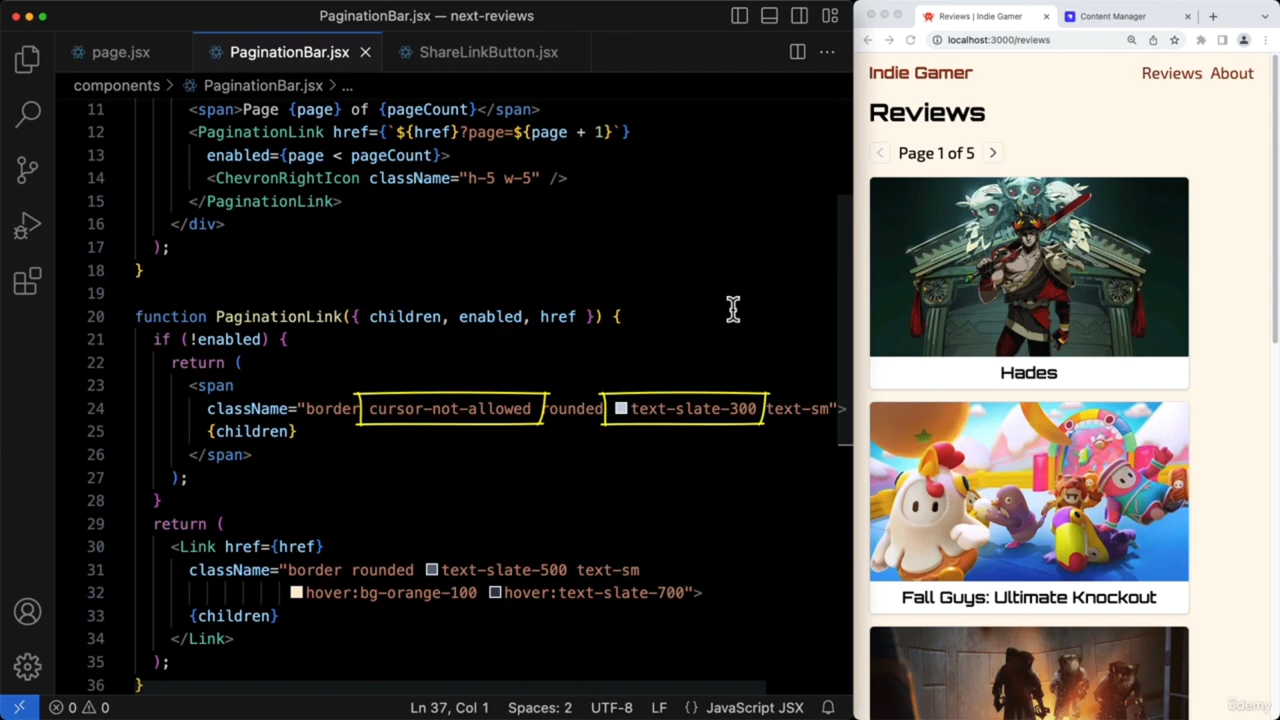 PaginationBar.jsx — next-reviews
page.jsx
PaginationBar.jsx
ShareLinkButton.jsx
components > PaginationBar.jsx > ...
11 <span>Page {page} of {pageCount}</span>
12 <PaginationLink href={`${href}?page=${page + 1}`}
13 enabled={page < pageCount}>
14 <ChevronRightIcon className="h-5 w-5" />
15 </PaginationLink>
16 </div>
17 );
18 }
19
20 function PaginationLink({ children, enabled, href }) {
21 if (!enabled) {
22 return (
23 <span
24 className="border cursor-not-allowed rounded text-slate-300 text-sm">
25 {children}
26 </span>
27 );
28 }
29 return (
30 <Link href={href}
31 className="border rounded text-slate-500 text-sm
32 hover:bg-orange-100 hover:text-slate-700">
33 {children}
34 </Link>
35 );
36 }
0 0 Ln 37, Col 1 Spaces: 2 UTF-8 LF {} JavaScript JSX
Reviews | Indie Gamer
Content Manager
localhost:3000/reviews
Indie Gamer
Reviews About
Reviews
Page 1 of 5
Hades
Fall Guys: Ultimate Knockout
ûdemy